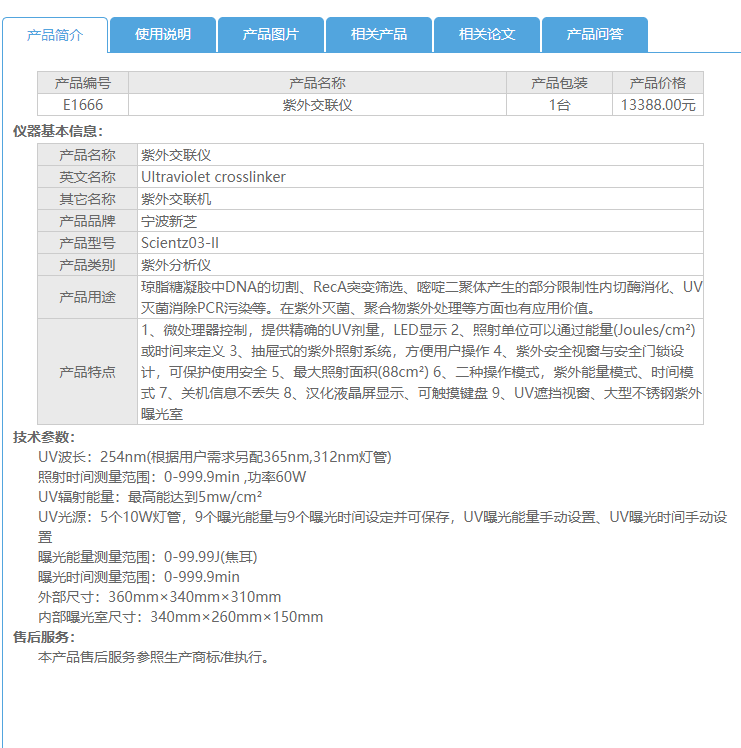 产品简介 使用说明 产品图片 相关产品 相关论文 产品问答
产品编号 产品名称 产品包装 产品价格
E1666 紫外交联仪 1台 13388.00元
仪器基本信息：
产品名称 紫外交联仪
英文名称 Ultraviolet crosslinker
其它名称 紫外交联机
产品品牌 宁波新芝
产品型号 Scientz03-II
产品类别 紫外分析仪
产品用途 琼脂糖凝胶中DNA的切割、RecA突变筛选、嘧啶二聚体产生的部分限制性内切酶消化、UV
灭菌消除PCR污染等。在紫外灭菌、聚合物紫外处理等方面也有应用价值。
产品特点 1、微处理器控制，提供精确的UV剂量，LED显示 2、照射单位可以通过能量(Joules/cm²)
或时间来定义 3、抽屉式的紫外照射系统，方便用户操作 4、紫外安全视窗与安全门锁设
计，可保护使用安全 5、最大照射面积(88cm²) 6、二种操作模式，紫外能量模式、时间模
式 7、关机信息不丢失 8、汉化液晶屏显示、可触摸键盘 9、UV遮挡视窗、大型不锈钢紫外
曝光室
技术参数：
UV波长：254nm(根据用户需求另配365nm,312nm灯管)
照射时间测量范围：0-999.9min ,功率60W
UV辐射能量：最高能达到5mw/cm²
UV光源：5个10W灯管，9个曝光能量与9个曝光时间设定并可保存，UV曝光能量手动设置、UV曝光时间手动设
置
曝光能量测量范围：0-99.99J(焦耳)
曝光时间测量范围：0-999.9min
外部尺寸：360mm×340mm×310mm
内部曝光室尺寸：340mm×260mm×150mm
售后服务：
本产品售后服务参照生产商标准执行。